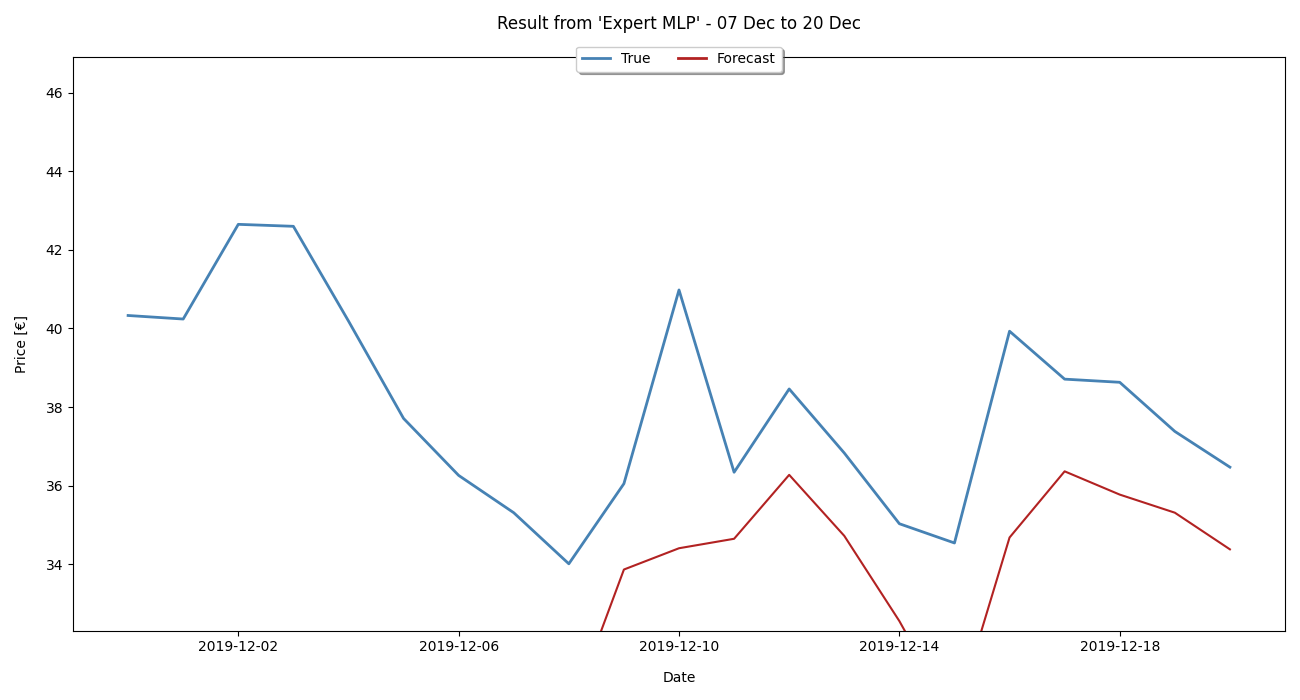 Result from 'Expert MLP' - 07 Dec to 20 Dec
True Forecast
46
44
42
40
38
36
34
Price [€]
2019-12-02 2019-12-06 2019-12-10 2019-12-14 2019-12-18
Date